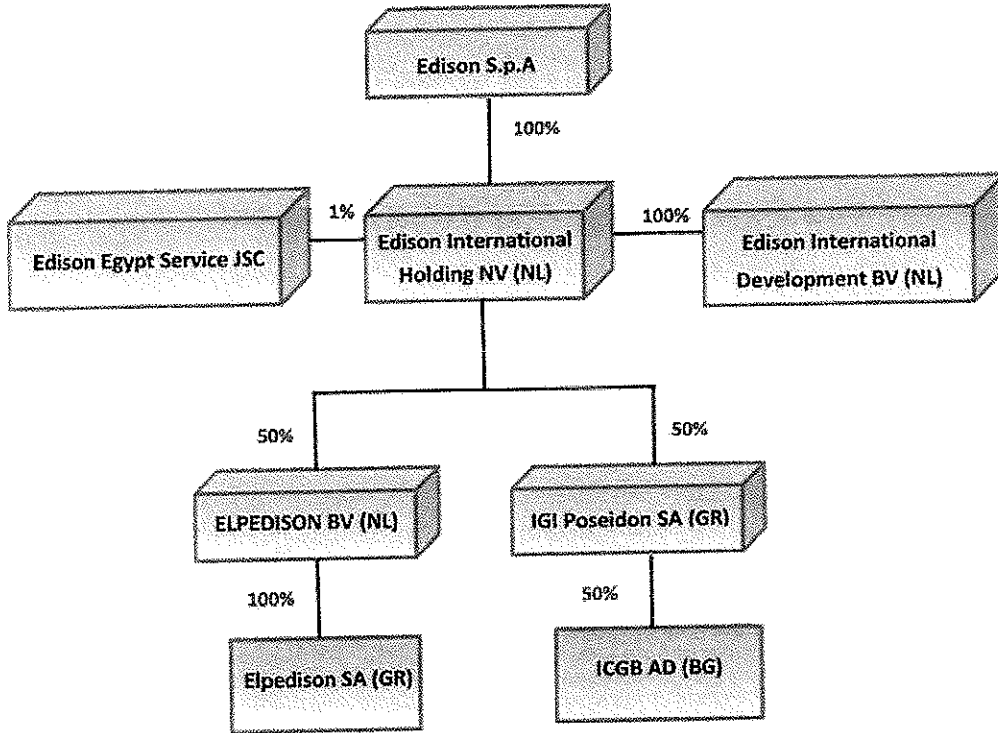 Edison S.p.A
100%
1%
100%
Edison Egypt Service JSC
Edison International
Holding NV (NL)
Edison International
Development BV (NL)
50%
50%
ELPEDISON BV (NL)
IGI Poseidon SA (GR)
100%
50%
Elpedison SA (GR)
ICGB AD (BG)